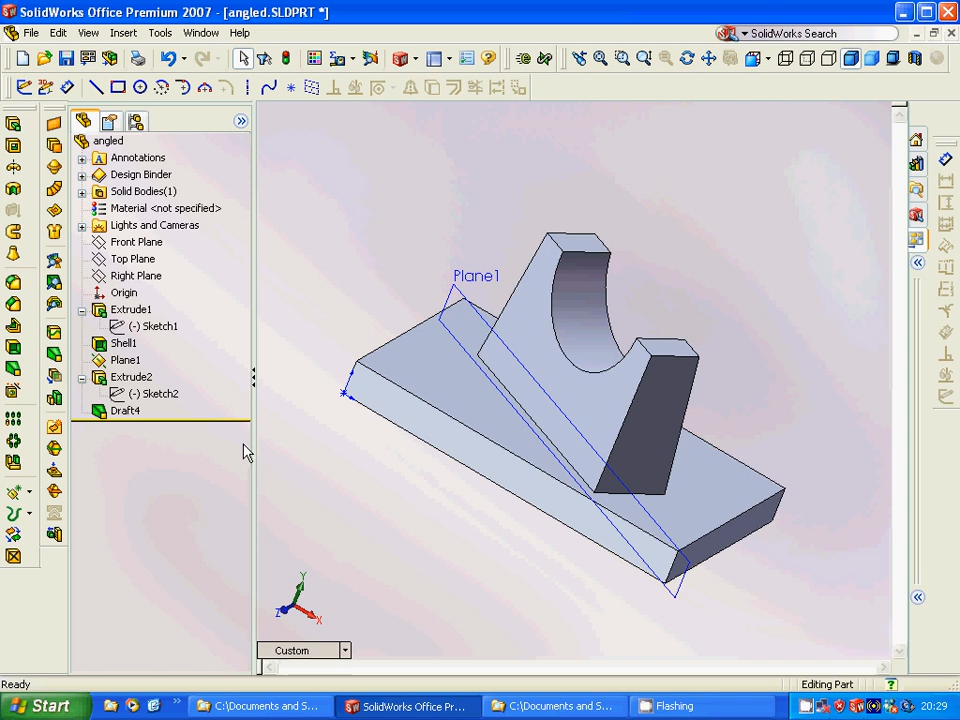 SolidWorks Office Premium 2007 - [angled.SLDPRT *]
File Edit View Insert Tools Window Help
SolidWorks Search
angled
Annotations
Design Binder
Solid Bodies(1)
Material <not specified>
Lights and Cameras
Front Plane
Top Plane
Right Plane
Origin
Extrude1
(-) Sketch1
Shell1
Plane1
Extrude2
(-) Sketch2
Draft4
Plane1
Y
Z
X
Custom
Ready
Editing Part
Start
C:\Documents and S...
SolidWorks Office Pr...
C:\Documents and S...
Flashing
20:29